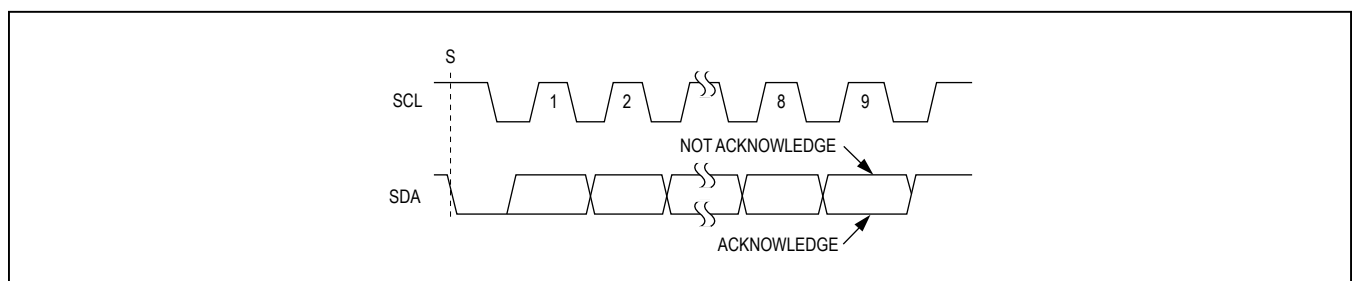 S
SCL 1 2 8 9
NOT ACKNOWLEDGE
SDA
ACKNOWLEDGE